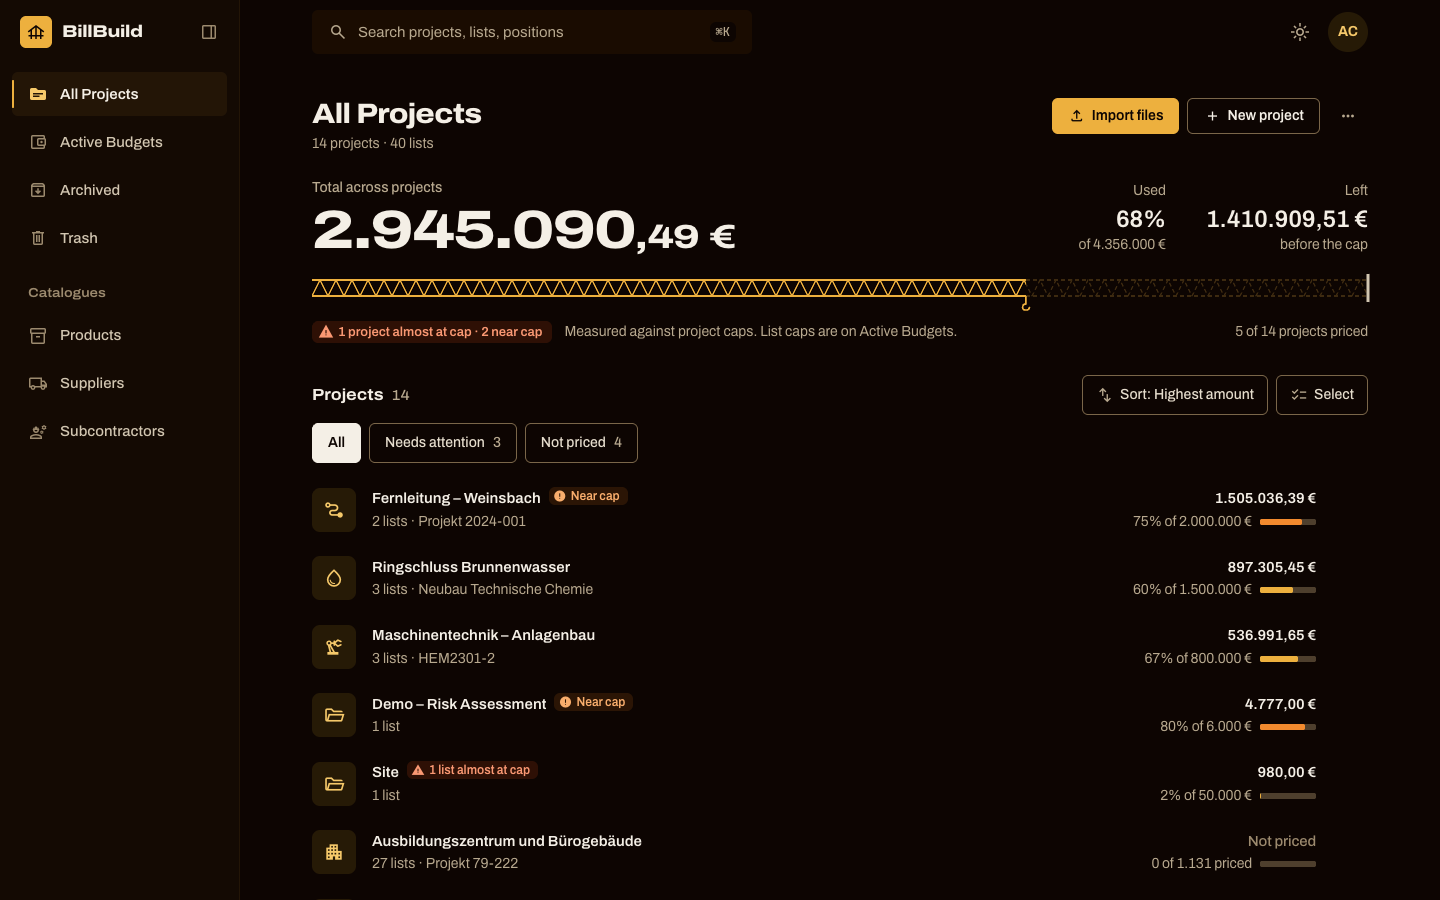 BillBuild
Search projects, lists, positions
⌘K
AC
All Projects
Active Budgets
Archived
Trash
Catalogues
Products
Suppliers
Subcontractors
All Projects
14 projects · 40 lists
Import files
New project
Total across projects
2.945.090,49 €
Used
68%
of 4.356.000 €
Left
1.410.909,51 €
before the cap
1 project almost at cap · 2 near cap
Measured against project caps. List caps are on Active Budgets.
5 of 14 projects priced
Projects 14
Sort: Highest amount
Select
All
Needs attention 3
Not priced 4
Fernleitung – Weinsbach Near cap
1.505.036,39 €
2 lists · Projekt 2024-001
75% of 2.000.000 €
Ringschluss Brunnenwasser
897.305,45 €
3 lists · Neubau Technische Chemie
60% of 1.500.000 €
Maschinentechnik – Anlagenbau
536.991,65 €
3 lists · HEM2301-2
67% of 800.000 €
Demo – Risk Assessment Near cap
4.777,00 €
1 list
80% of 6.000 €
Site 1 list almost at cap
980,00 €
1 list
2% of 50.000 €
Ausbildungszentrum und Bürogebäude
Not priced
27 lists · Projekt 79-222
0 of 1.131 priced